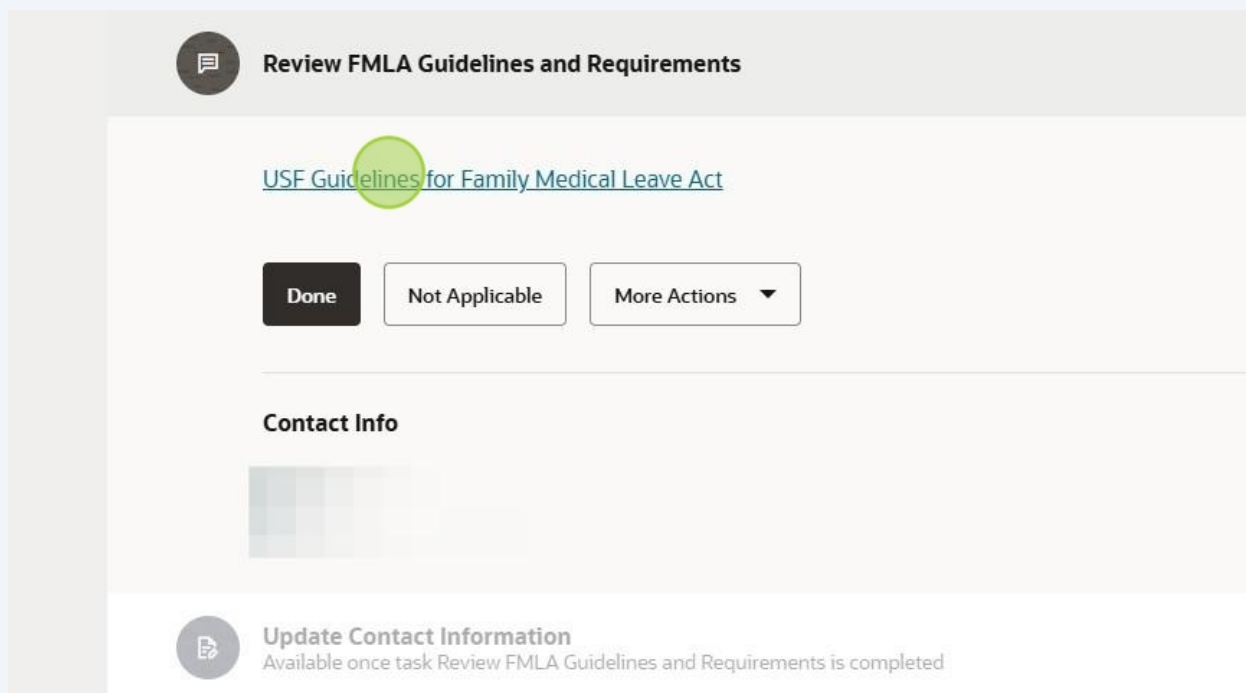 Review FMLA Guidelines and Requirements
USF Guidelines for Family Medical Leave Act
Done Not Applicable More Actions
Contact Info
Update Contact Information
Available once task Review FMLA Guidelines and Requirements is completed